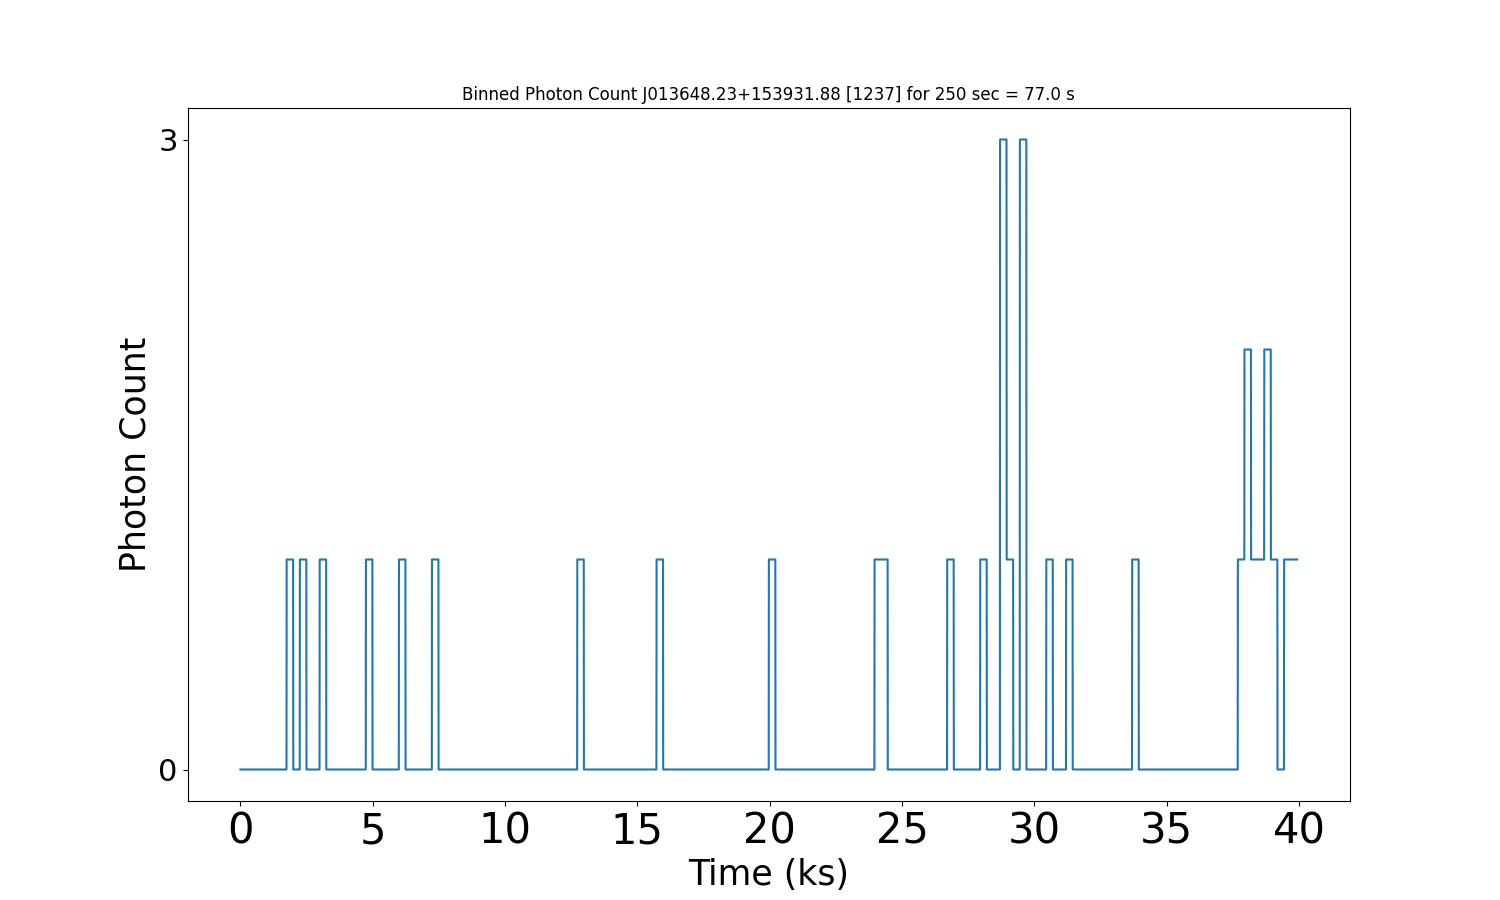 Binned Photon Count J013648.23+153931.88 [1237] for 250 sec = 77.0 s
3
Photon Count
0
0 5 10 15 20 25 30 35 40
Time (ks)